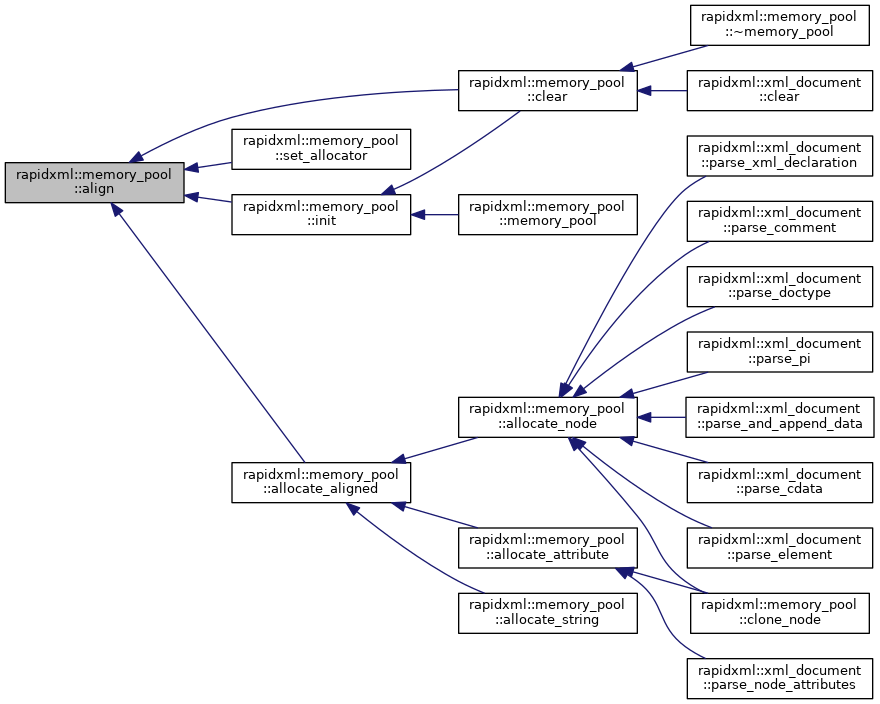 rapidxml::memory_pool
::align
rapidxml::memory_pool
::clear
rapidxml::memory_pool
::set_allocator
rapidxml::memory_pool
::init
rapidxml::memory_pool
::allocate_aligned
rapidxml::memory_pool
::~memory_pool
rapidxml::xml_document
::clear
rapidxml::memory_pool
::memory_pool
rapidxml::memory_pool
::allocate_node
rapidxml::memory_pool
::allocate_attribute
rapidxml::memory_pool
::allocate_string
rapidxml::xml_document
::parse_xml_declaration
rapidxml::xml_document
::parse_comment
rapidxml::xml_document
::parse_doctype
rapidxml::xml_document
::parse_pi
rapidxml::xml_document
::parse_and_append_data
rapidxml::xml_document
::parse_cdata
rapidxml::xml_document
::parse_element
rapidxml::memory_pool
::clone_node
rapidxml::xml_document
::parse_node_attributes